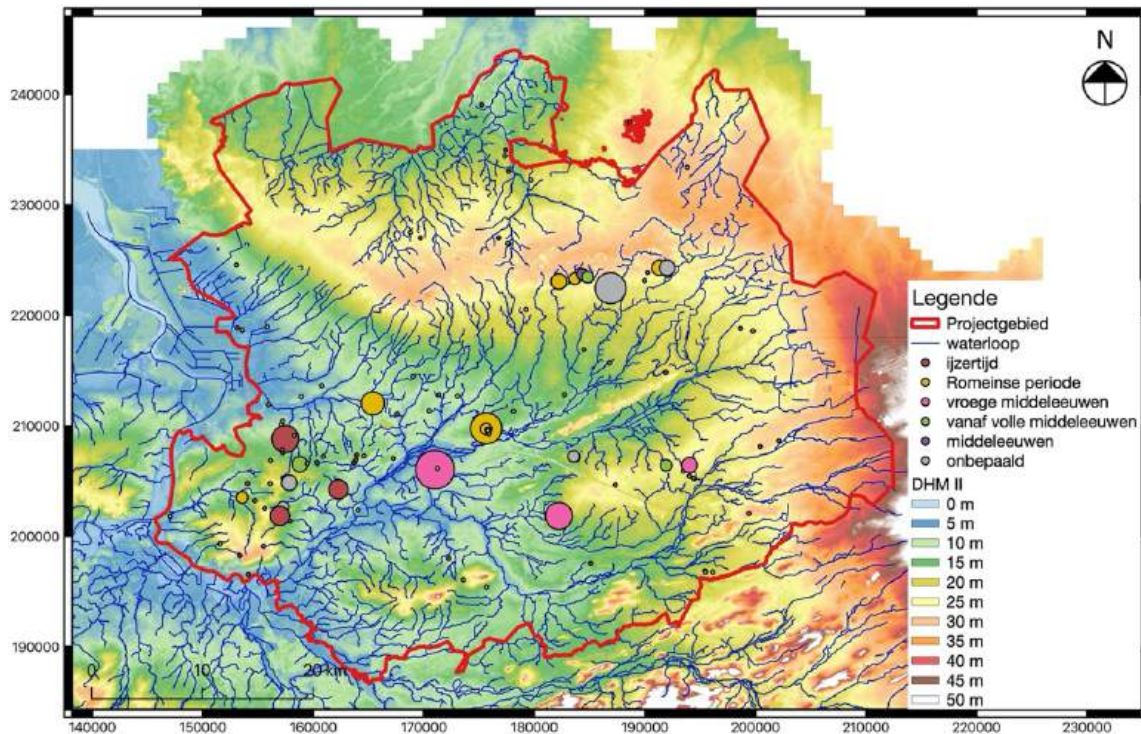 N
240000
230000
220000
210000
200000
190000
0 10 20 km
140000 150000 160000 170000 180000 190000 200000 210000 220000 230000
Legende
Projectgebied
waterloop
ijzertijd
Romeinse periode
vroege middeleeuwen
vanaf volle middeleeuwen
middeleeuwen
onbepaald
DHM II
0 m
5 m
10 m
15 m
20 m
25 m
30 m
35 m
40 m
45 m
50 m